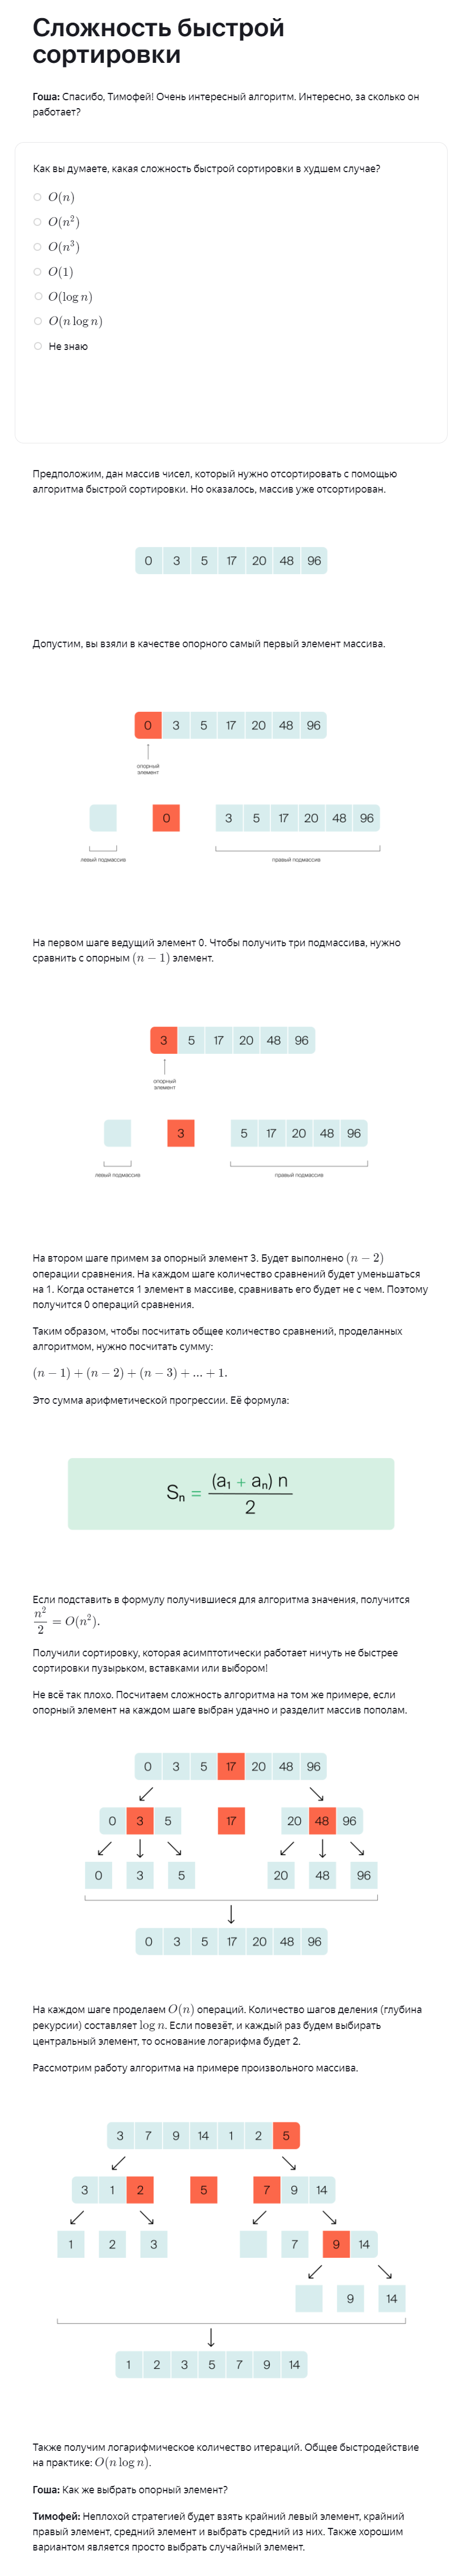 Сложность быстрой
сортировки
Гоша: Спасибо, Тимофей! Очень интересный алгоритм. Интересно, за сколько он
работает?
Как вы думаете, какая сложность быстрой сортировки в худшем случае?
O(n)
O(n²)
O(n³)
O(1)
O(log n)
O(n log n)
Не знаю
Предположим, дан массив чисел, который нужно отсортировать с помощью
алгоритма быстрой сортировки. Но оказалось, массив уже отсортирован.
0 3 5 17 20 48 96
Допустим, вы взяли в качестве опорного самый первый элемент массива.
0 3 5 17 20 48 96
опорный
элемент
0 3 5 17 20 48 96
левый подмассив правый подмассив
На первом шаге ведущий элемент 0. Чтобы получить три подмассива, нужно
сравнить с опорным (n − 1) элемент.
3 5 17 20 48 96
опорный
элемент
3 5 17 20 48 96
левый подмассив правый подмассив
На втором шаге примем за опорный элемент 3. Будет выполнено (n − 2)
операции сравнения. На каждом шаге количество сравнений будет уменьшаться
на 1. Когда останется 1 элемент в массиве, сравнивать его будет не с чем. Поэтому
получится 0 операций сравнения.
Таким образом, чтобы посчитать общее количество сравнений, проделанных
алгоритмом, нужно посчитать сумму:
(n − 1) + (n − 2) + (n − 3) + ... + 1.
Это сумма арифметической прогрессии. Её формула:
Sₙ = (a₁ + aₙ) n / 2
Если подставить в формулу получившиеся для алгоритма значения, получится
n²/2 = O(n²).
Получили сортировку, которая асимптотически работает ничуть не быстрее
сортировки пузырьком, вставками или выбором!
Не всё так плохо. Посчитаем сложность алгоритма на том же примере, если
опорный элемент на каждом шаге выбран удачно и разделит массив пополам.
0 3 5 17 20 48 96
0 3 5 17 20 48 96
0 3 5 20 48 96
0 3 5 17 20 48 96
На каждом шаге проделаем O(n) операций. Количество шагов деления (глубина
рекурсии) составляет log n. Если повезёт, и каждый раз будем выбирать
центральный элемент, то основание логарифма будет 2.
Рассмотрим работу алгоритма на примере произвольного массива.
3 7 9 14 1 2 5
3 1 2 5 7 9 14
1 2 3 7 9 14
9 14
1 2 3 5 7 9 14
Также получим логарифмическое количество итераций. Общее быстродействие
на практике: O(n log n).
Гоша: Как же выбрать опорный элемент?
Тимофей: Неплохой стратегией будет взять крайний левый элемент, крайний
правый элемент, средний элемент и выбрать средний из них. Также хорошим
вариантом является просто выбрать случайный элемент.